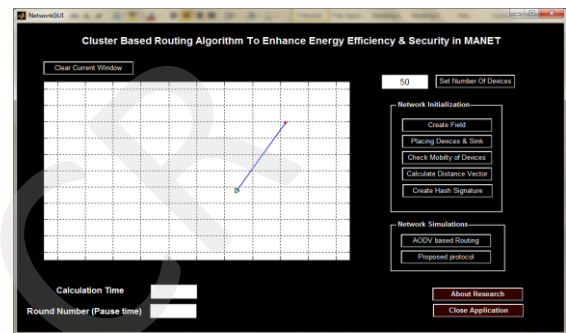 NetworkGUI
Cluster Based Routing Algorithm To Enhance Energy Efficiency & Security in MANET
Clear Current Window
50
Set Number Of Devices
Network Initialization
Create Field
Placing Devices & Sink
Check Mobilty of Devices
Calculate Distance Vector
Create Hash Signature
Network Simulations
AODV based Routing
Proposed protocol
Calculation Time
Round Number (Pause time)
About Research
Close Application